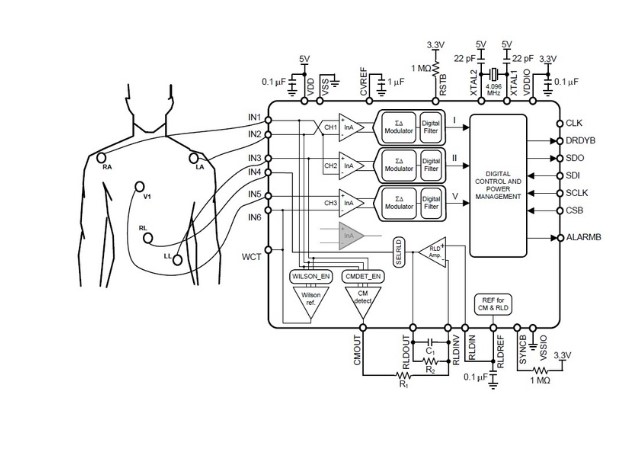 3.3V
5V
5V
5V
22 pF
22 pF
3.3V
0.1 µF
1 µF
1 MΩ
4.096
MHz
0.1 µF
VDD
VSS
CVREF
RSTB
XTAL2
XTAL1
VDDIO
IN1
IN2
IN3
IN4
IN5
IN6
WCT
RA
LA
V1
RL
LL
CH1
InA
ΣΔ
Modulator
Digital
Filter
I
CH2
InA
ΣΔ
Modulator
Digital
Filter
II
CH3
InA
ΣΔ
Modulator
Digital
Filter
V
InA
DIGITAL
CONTROL AND
POWER
MANAGEMENT
CLK
DRDYB
SDO
SDI
SCLK
CSB
ALARMB
SELRLD
RLD
Amp.
WILSON_EN
CMDET_EN
Wilson
ref.
CM
detect.
REF for
CM & RLD
CMOUT
RLDOUT
RLDINV
RLDIN
RLDREF
SYNCB
VSSIO
C1
R2
R1
0.1 µF
3.3V
1 MΩ